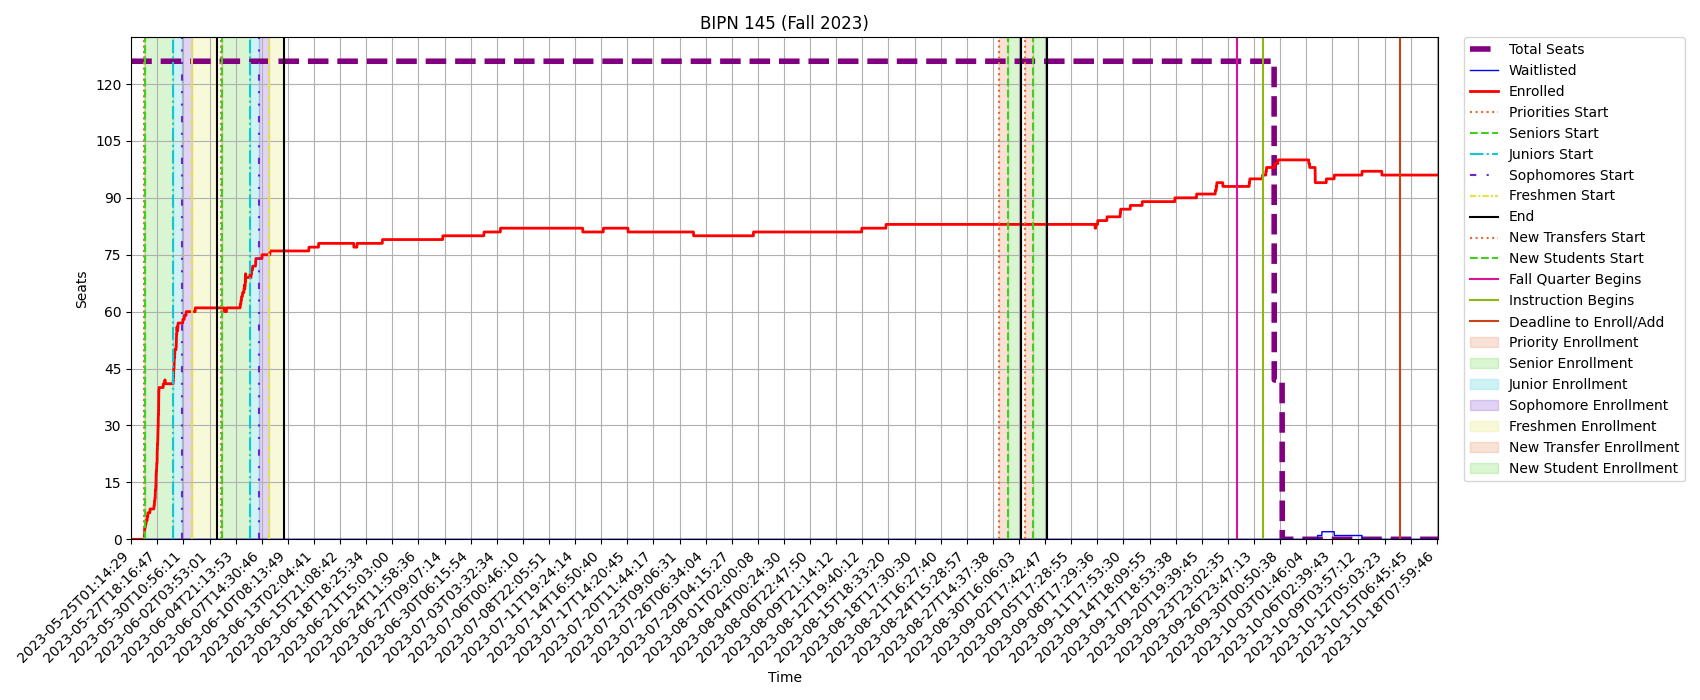 BIPN 145 (Fall 2023)
Seats
120
105
90
75
60
45
30
15
0
2023-05-25T01:14:29
2023-05-27T18:16:47
2023-05-30T10:56:11
2023-06-02T03:53:01
2023-06-04T21:13:53
2023-06-07T14:30:46
2023-06-10T08:13:49
2023-06-13T02:04:41
2023-06-15T21:08:42
2023-06-18T18:25:34
2023-06-21T15:03:00
2023-06-24T11:58:36
2023-06-27T09:07:14
2023-06-30T06:15:54
2023-07-03T03:32:34
2023-07-06T00:46:10
2023-07-08T22:05:51
2023-07-11T19:24:14
2023-07-14T16:50:40
2023-07-17T14:20:45
2023-07-20T11:44:17
2023-07-23T09:06:31
2023-07-26T06:34:04
2023-07-29T04:15:27
2023-08-01T02:00:08
2023-08-04T00:24:30
2023-08-06T22:47:50
2023-08-09T21:14:12
2023-08-12T19:40:12
2023-08-15T18:33:20
2023-08-18T17:30:30
2023-08-21T16:27:40
2023-08-24T15:28:57
2023-08-27T14:37:38
2023-08-30T16:06:03
2023-09-02T17:42:47
2023-09-05T17:28:55
2023-09-08T17:29:36
2023-09-11T17:53:30
2023-09-14T18:09:55
2023-09-17T18:53:38
2023-09-20T19:39:45
2023-09-23T23:02:35
2023-09-26T23:47:13
2023-09-30T00:50:38
2023-10-03T01:46:04
2023-10-06T02:39:43
2023-10-09T03:57:12
2023-10-12T05:03:23
2023-10-15T06:45:45
2023-10-18T07:59:46
Time
Total Seats
Waitlisted
Enrolled
Priorities Start
Seniors Start
Juniors Start
Sophomores Start
Freshmen Start
End
New Transfers Start
New Students Start
Fall Quarter Begins
Instruction Begins
Deadline to Enroll/Add
Priority Enrollment
Senior Enrollment
Junior Enrollment
Sophomore Enrollment
Freshmen Enrollment
New Transfer Enrollment
New Student Enrollment